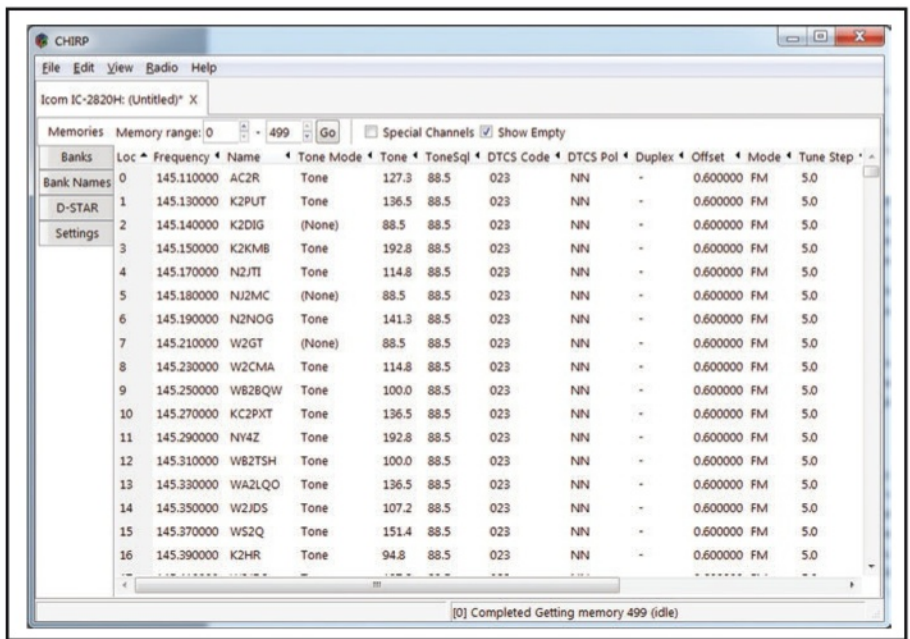 CHIRP
File Edit View Radio Help
Icom IC-2820H: (Untitled)* X
Memories Memory range: 0 - 499 Go Special Channels Show Empty
Banks
Bank Names
D-STAR
Settings
Loc Frequency Name Tone Mode Tone ToneSql DTCS Code DTCS Pol Duplex Offset Mode Tune Step
0 145.110000 AC2R Tone 127.3 88.5 023 NN - 0.600000 FM 5.0
1 145.130000 K2PUT Tone 136.5 88.5 023 NN - 0.600000 FM 5.0
2 145.140000 K2DIG (None) 88.5 88.5 023 NN - 0.600000 FM 5.0
3 145.150000 K2KMB Tone 192.8 88.5 023 NN - 0.600000 FM 5.0
4 145.170000 N2JTI Tone 114.8 88.5 023 NN - 0.600000 FM 5.0
5 145.180000 NJ2MC (None) 88.5 88.5 023 NN - 0.600000 FM 5.0
6 145.190000 N2NOG Tone 141.3 88.5 023 NN - 0.600000 FM 5.0
7 145.210000 W2GT (None) 88.5 88.5 023 NN - 0.600000 FM 5.0
8 145.230000 W2CMA Tone 114.8 88.5 023 NN - 0.600000 FM 5.0
9 145.250000 WB2BQW Tone 100.0 88.5 023 NN - 0.600000 FM 5.0
10 145.270000 KC2PXT Tone 136.5 88.5 023 NN - 0.600000 FM 5.0
11 145.290000 NY4Z Tone 192.8 88.5 023 NN - 0.600000 FM 5.0
12 145.310000 WB2TSH Tone 100.0 88.5 023 NN - 0.600000 FM 5.0
13 145.330000 WA2LQO Tone 136.5 88.5 023 NN - 0.600000 FM 5.0
14 145.350000 W2JDS Tone 107.2 88.5 023 NN - 0.600000 FM 5.0
15 145.370000 WS2Q Tone 151.4 88.5 023 NN - 0.600000 FM 5.0
16 145.390000 K2HR Tone 94.8 88.5 023 NN - 0.600000 FM 5.0
[0] Completed Getting memory 499 (idle)